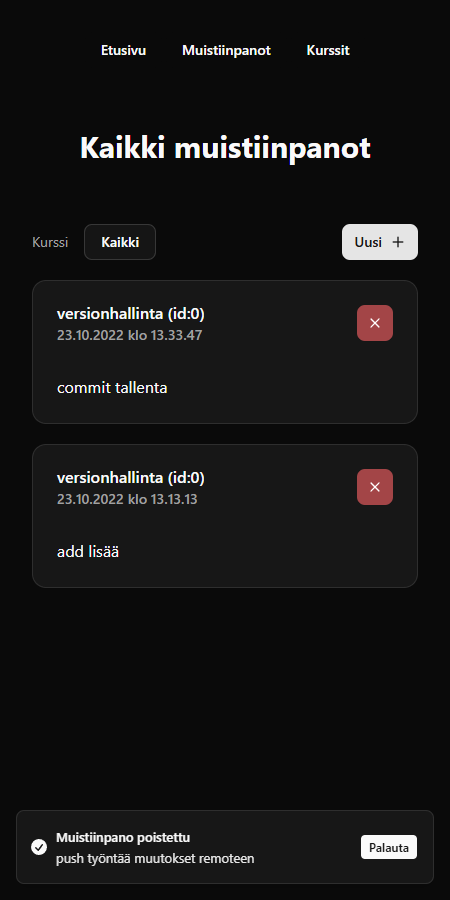 Etusivu Muistiinpanot Kurssit
Kaikki muistiinpanot
Kurssi Kaikki Uusi
versionhallinta (id:0)
23.10.2022 klo 13.33.47
commit tallenta
versionhallinta (id:0)
23.10.2022 klo 13.13.13
add lisää
Muistiinpano poistettu
push työntää muutokset remoteen
Palauta